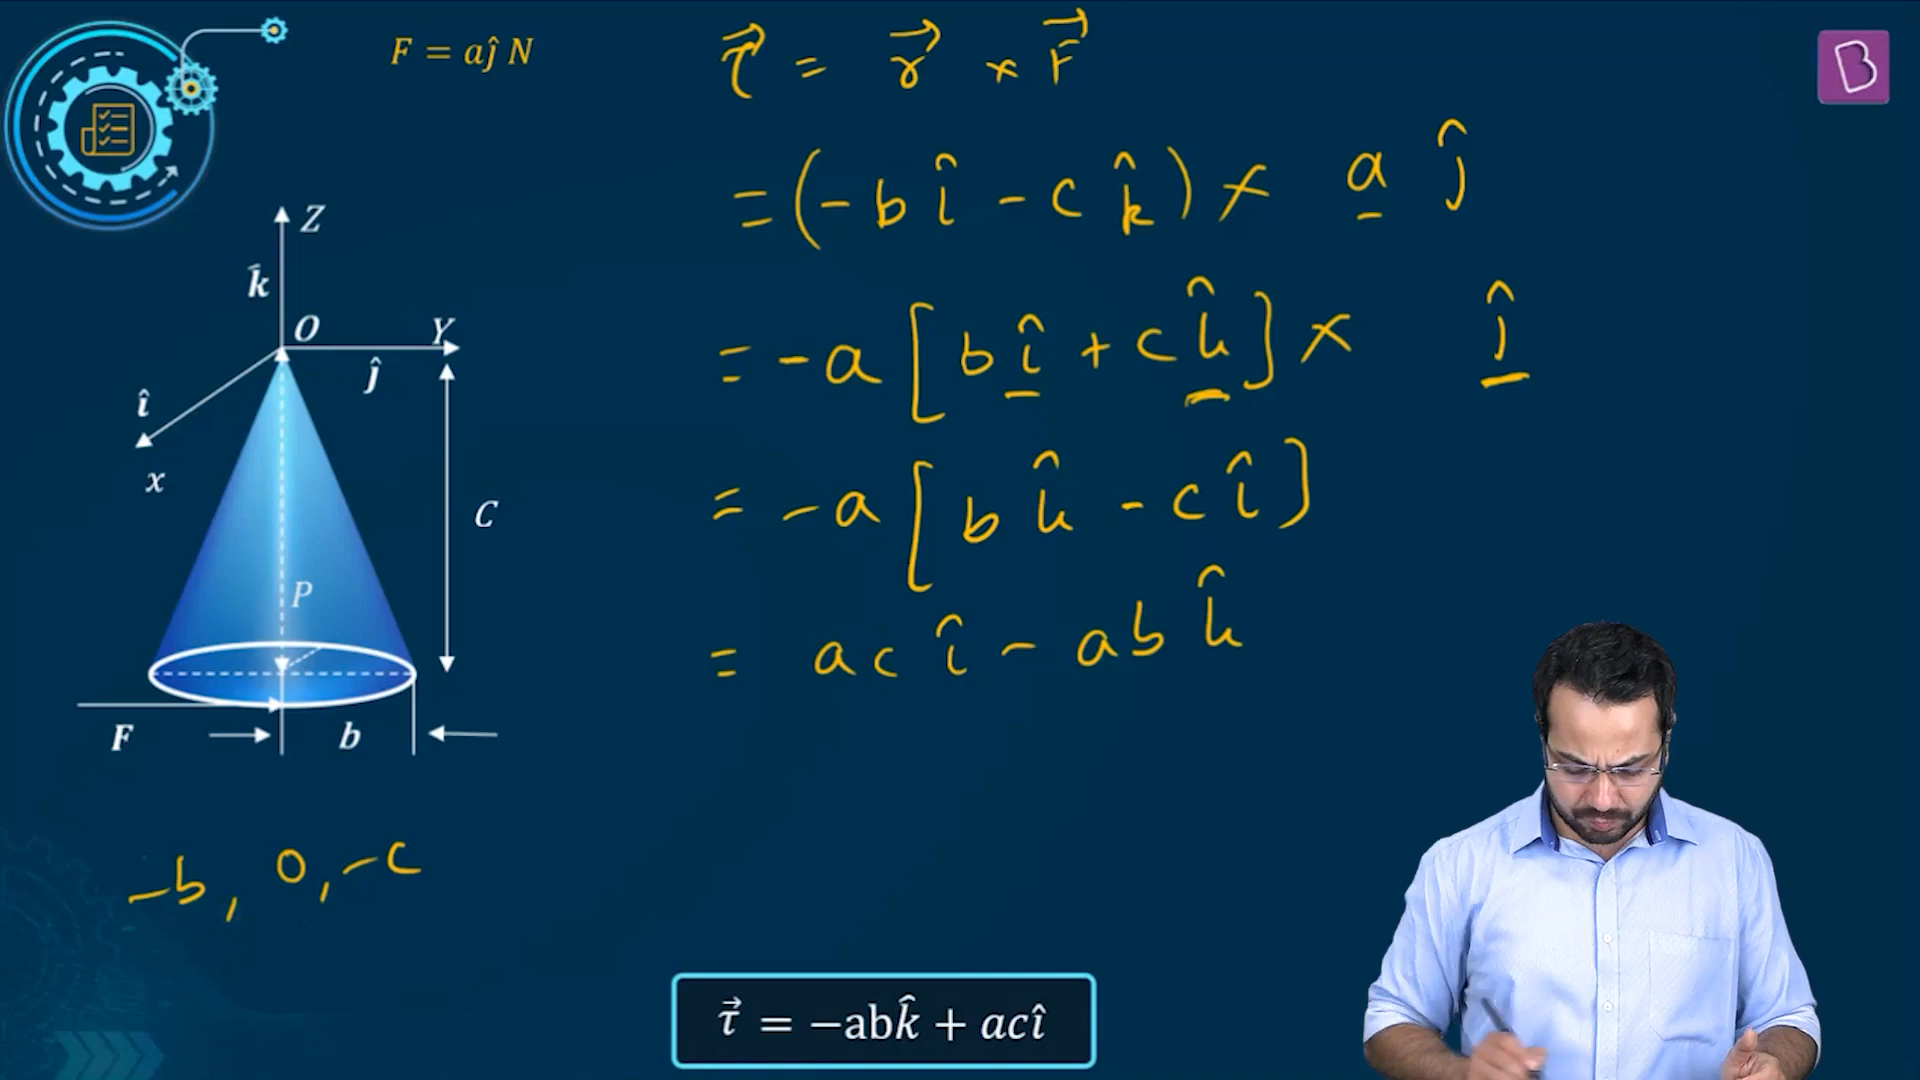 F = aĵ N
B
τ⃗ = r⃗ × F⃗
= (-b î - c k̂) × a ĵ
= -a [b î + c k̂] × ĵ
= -a [b k̂ - c î]
= ac î - ab k̂
Z
k̂
O
Y
ĵ
î
x
C
P
F
b
-b, 0, -c
τ⃗ = −abk̂ + acî